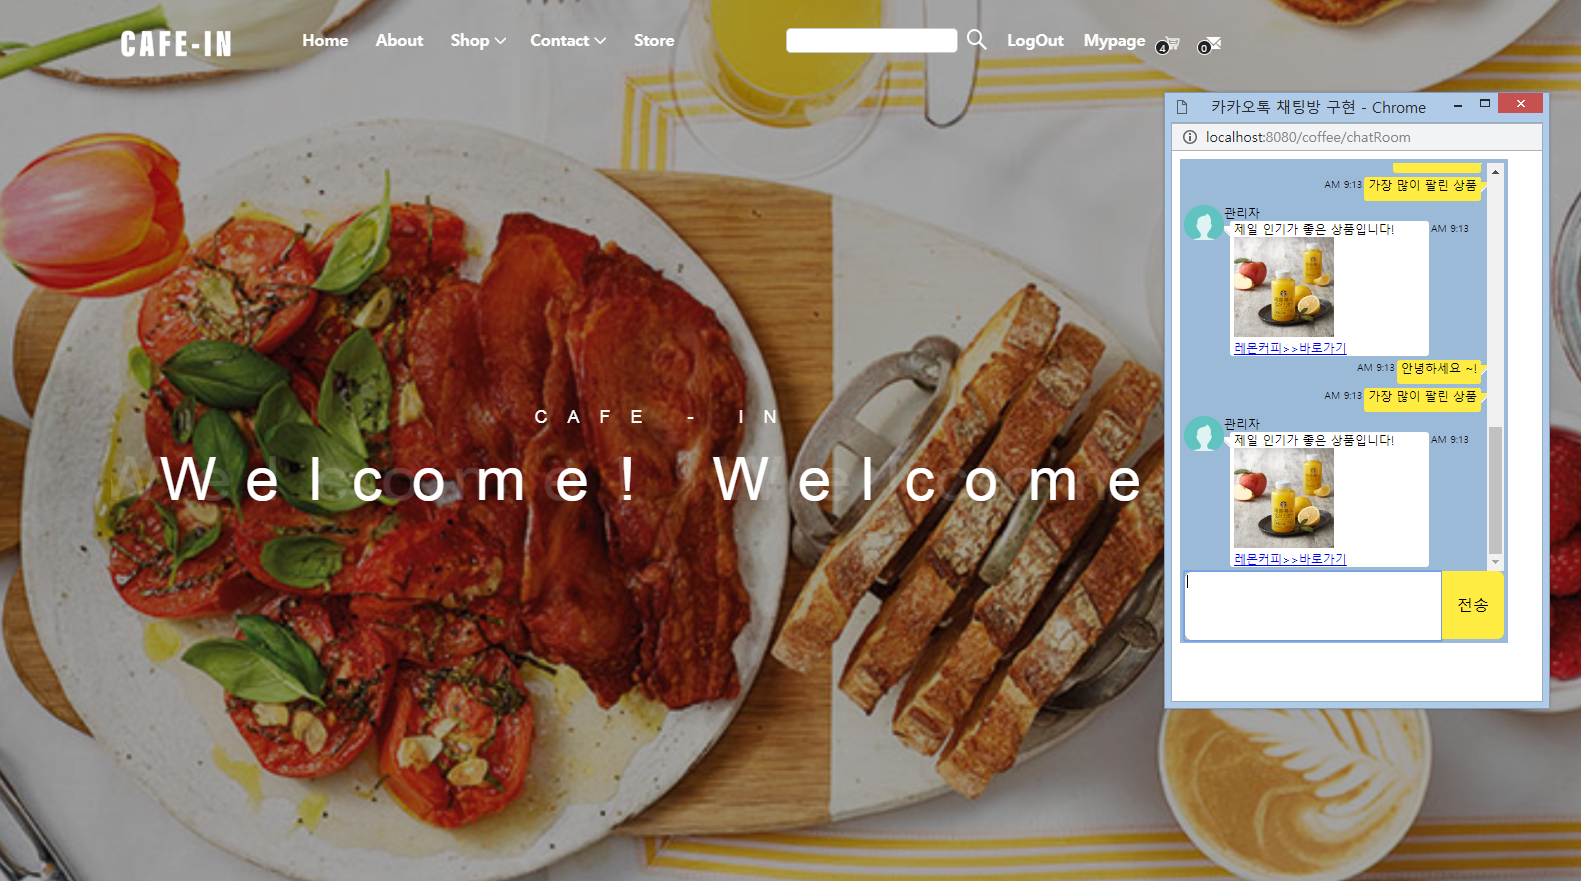 CAFE-IN
Home About Shop Contact Store
LogOut Mypage 4 0
CAFE - IN
Welcome! Welcome
카카오톡 채팅방 구현 - Chrome
localhost:8080/coffee/chatRoom
AM 9:13 가장 많이 팔린 상품
관리자
제일 인기가 좋은 상품입니다! AM 9:13
레몬커피>>바로가기
AM 9:13 안녕하세요 ~!
AM 9:13 가장 많이 팔린 상품
관리자
제일 인기가 좋은 상품입니다! AM 9:13
레몬커피>>바로가기
전송